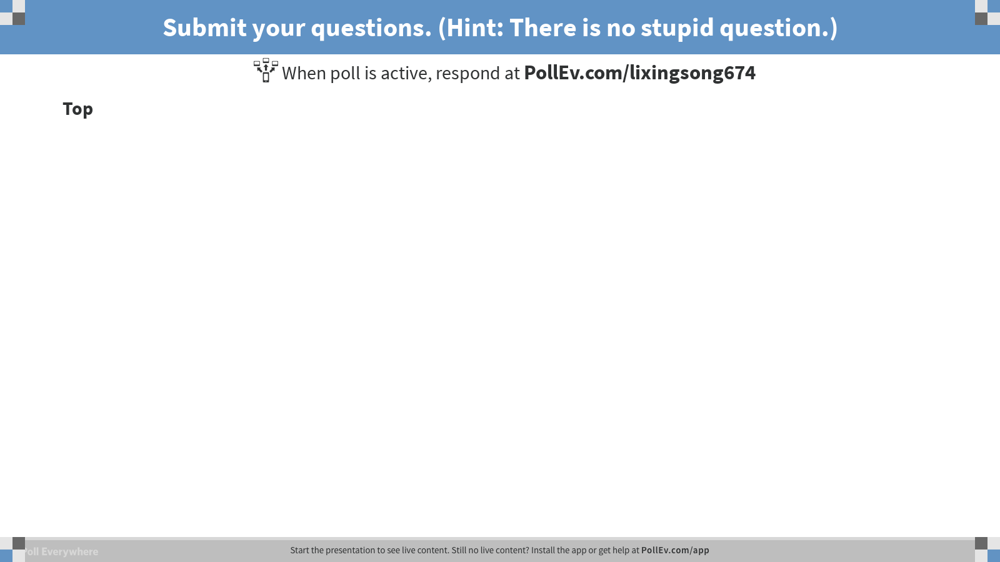 Submit your questions. (Hint: There is no stupid question.)
When poll is active, respond at PollEv.com/lixingsong674
Top
Poll Everywhere
Start the presentation to see live content. Still no live content? Install the app or get help at PollEv.com/app